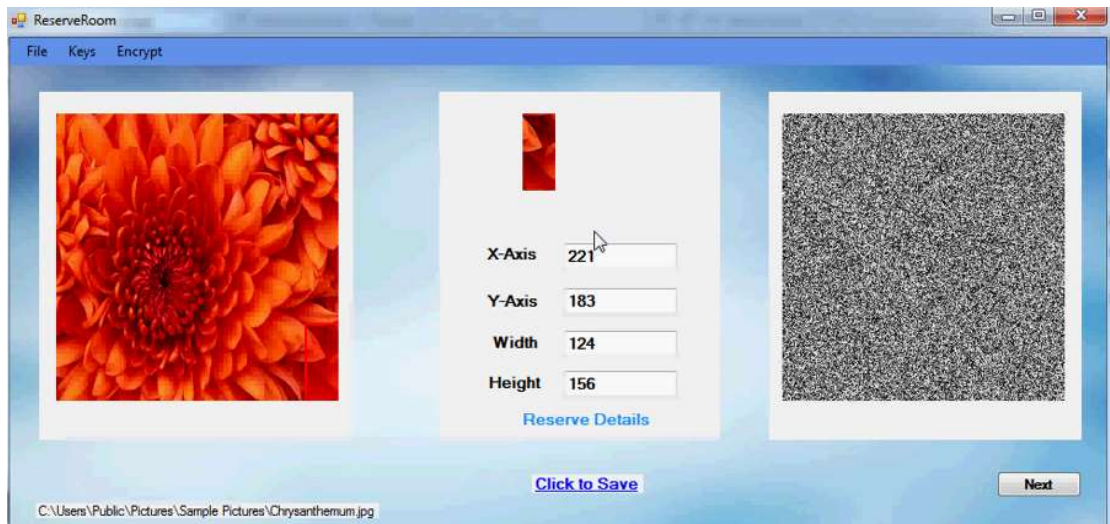 ReserveRoom
File Keys Encrypt
X-Axis 221
Y-Axis 183
Width 124
Height 156
Reserve Details
Click to Save
Next
C:\Users\Public\Pictures\Sample Pictures\Chrysanthemum.jpg